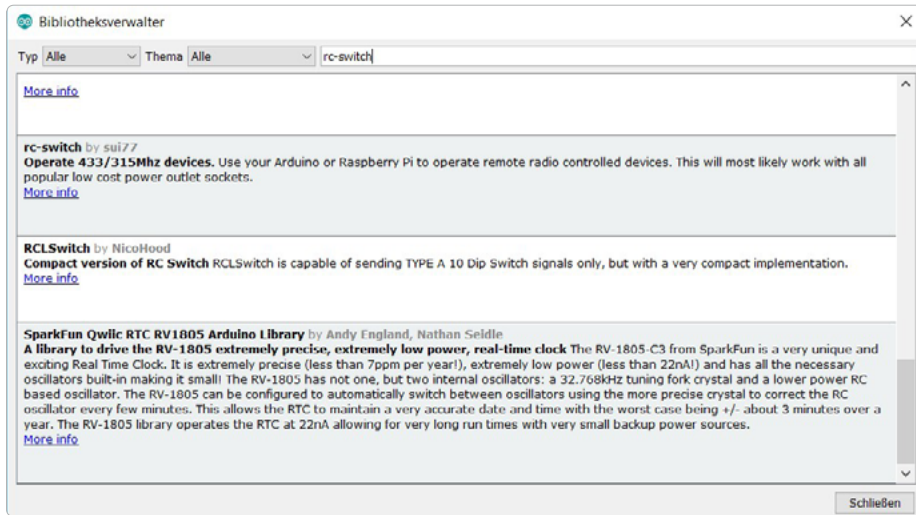 Bibliotheksverwalter
Typ Alle Thema Alle rc-switch
More info
rc-switch by sui77
Operate 433/315Mhz devices. Use your Arduino or Raspberry Pi to operate remote radio controlled devices. This will most likely work with all
popular low cost power outlet sockets.
More info
RCLSwitch by NicoHood
Compact version of RC Switch RCLSwitch is capable of sending TYPE A 10 Dip Switch signals only, but with a very compact implementation.
More info
SparkFun Qwiic RTC RV1805 Arduino Library by Andy England, Nathan Seidle
A library to drive the RV-1805 extremely precise, extremely low power, real-time clock The RV-1805-C3 from SparkFun is a very unique and
exciting Real Time Clock. It is extremely precise (less than 7ppm per year!), extremely low power (less than 22nA!) and has all the necessary
oscillators built-in making it small! The RV-1805 has not one, but two internal oscillators: a 32.768kHz tuning fork crystal and a lower power RC
based oscillator. The RV-1805 can be configured to automatically switch between oscillators using the more precise crystal to correct the RC
oscillator every few minutes. This allows the RTC to maintain a very accurate date and time with the worst case being +/- about 3 minutes over a
year. The RV-1805 library operates the RTC at 22nA allowing for very long run times with very small backup power sources.
More info
Schließen